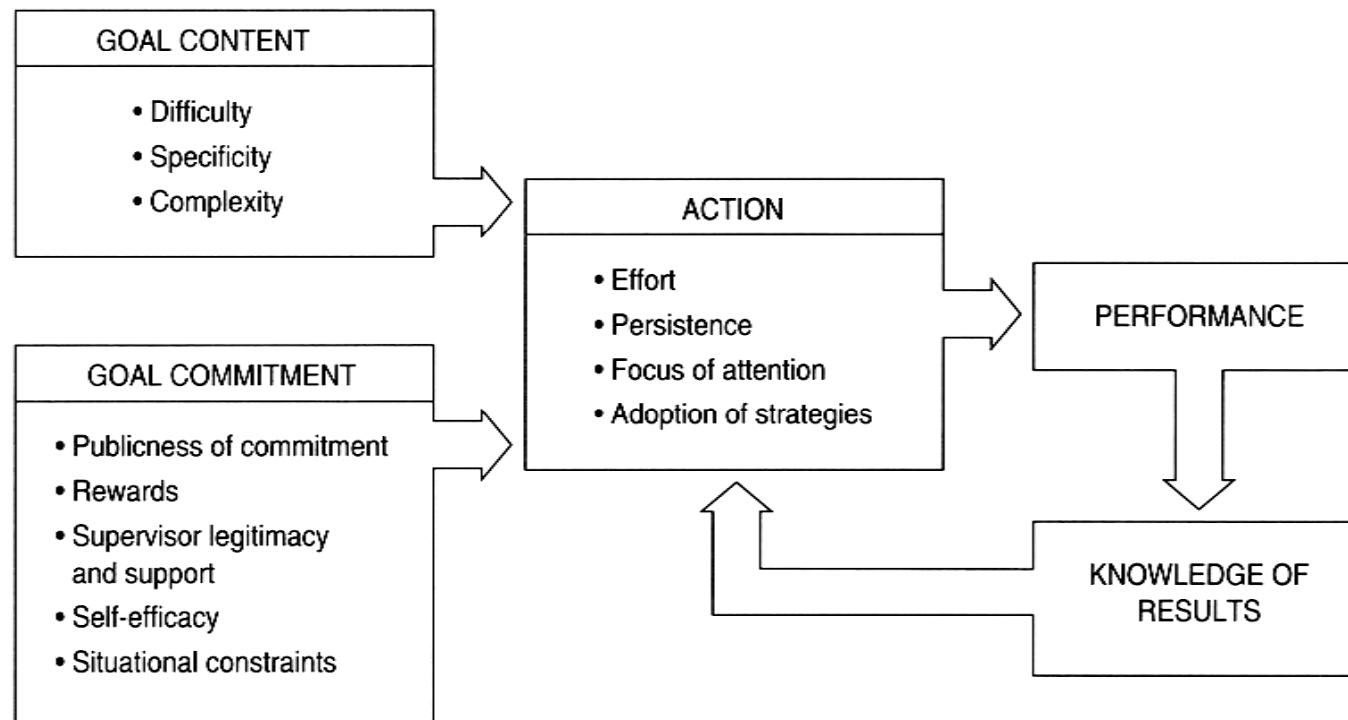 GOAL CONTENT
• Difficulty
• Specificity
• Complexity
GOAL COMMITMENT
• Publicness of commitment
• Rewards
• Supervisor legitimacy
and support
• Self-efficacy
• Situational constraints
ACTION
• Effort
• Persistence
• Focus of attention
• Adoption of strategies
PERFORMANCE
KNOWLEDGE OF
RESULTS